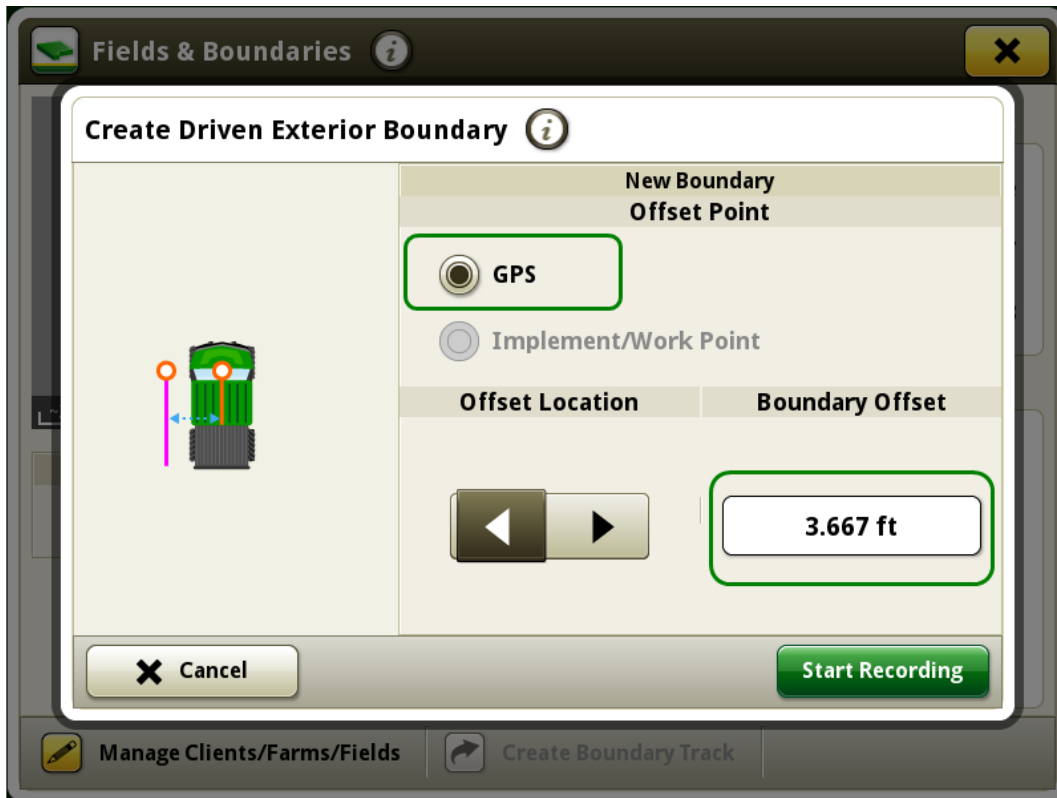 Fields & Boundaries
Create Driven Exterior Boundary
New Boundary
Offset Point
GPS
Implement/Work Point
Offset Location
Boundary Offset
3.667 ft
Cancel
Start Recording
Manage Clients/Farms/Fields
Create Boundary Track